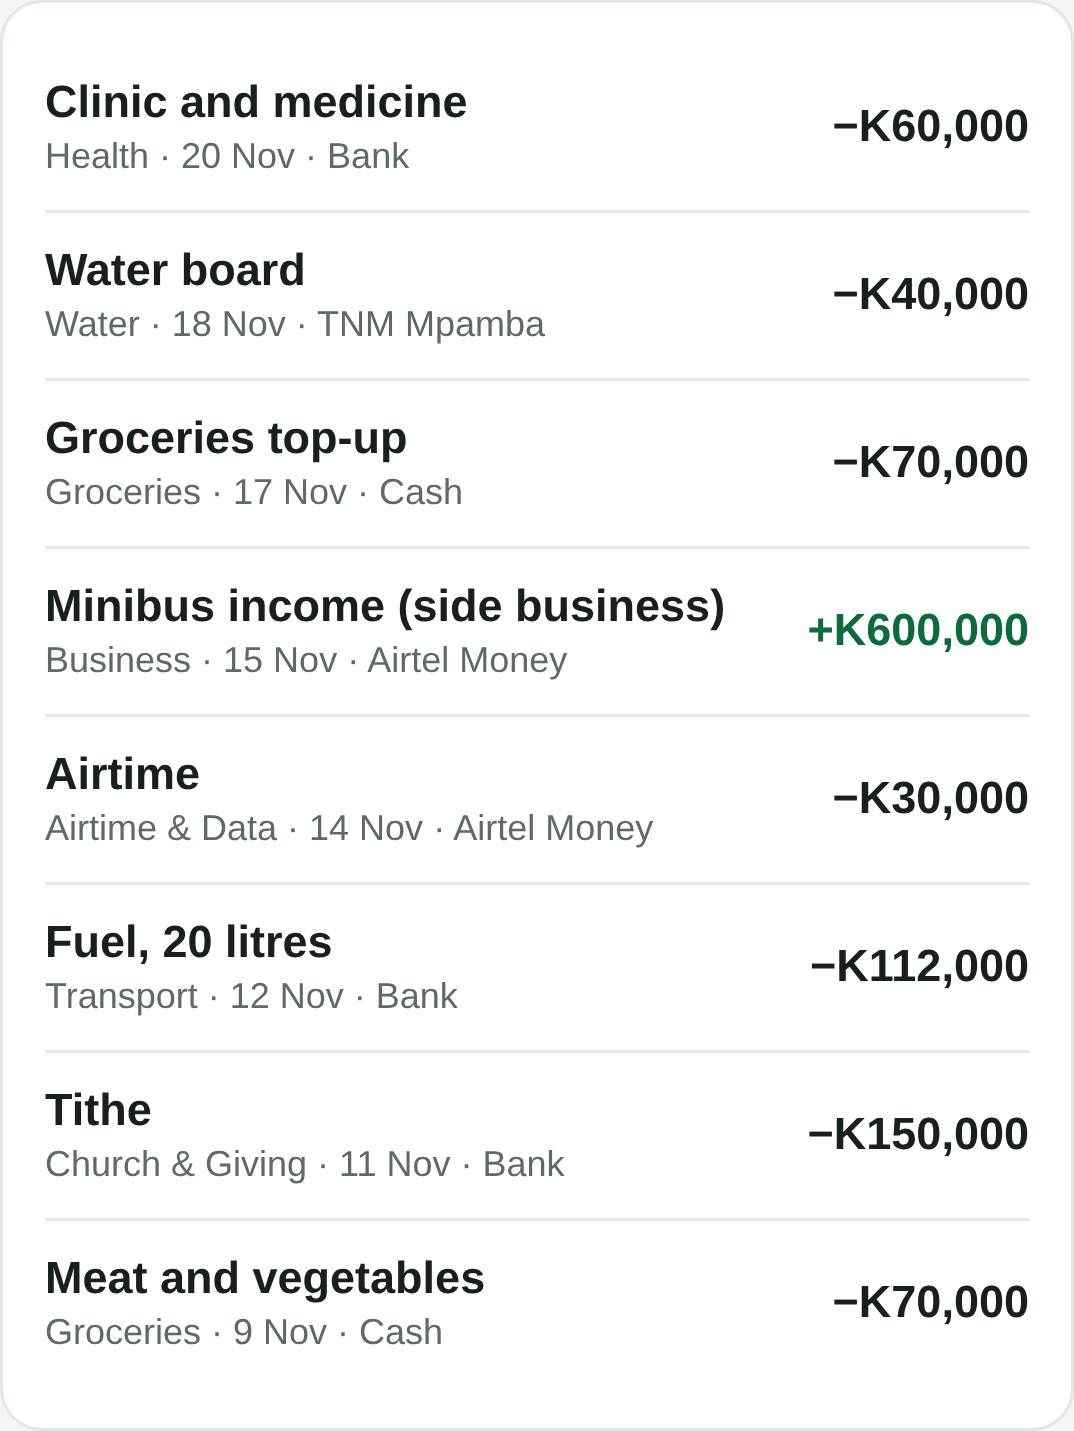 Clinic and medicine
−K60,000
Health · 20 Nov · Bank
Water board
−K40,000
Water · 18 Nov · TNM Mpamba
Groceries top-up
−K70,000
Groceries · 17 Nov · Cash
Minibus income (side business)
+K600,000
Business · 15 Nov · Airtel Money
Airtime
−K30,000
Airtime & Data · 14 Nov · Airtel Money
Fuel, 20 litres
−K112,000
Transport · 12 Nov · Bank
Tithe
−K150,000
Church & Giving · 11 Nov · Bank
Meat and vegetables
−K70,000
Groceries · 9 Nov · Cash